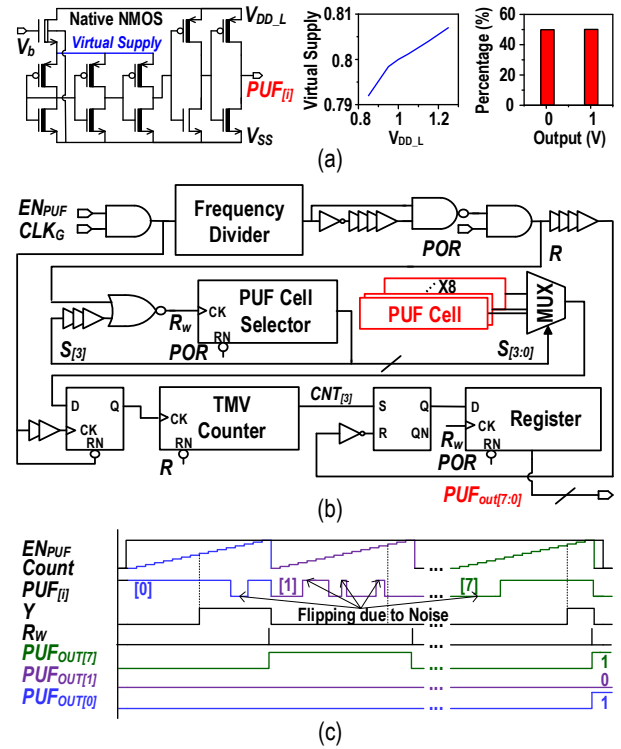 Native NMOS
V_DD_L
V_b
Virtual Supply
PUF_[i]
V_SS
Virtual Supply
0.81
0.80
0.79
0.8
1
1.2
V_DD_L
Percentage (%)
60
40
20
0
0
1
Output (V)
(a)
EN_PUF
CLK_G
Frequency
Divider
POR
R
PUF Cell
Selector
CK
RN
R_w
POR
S_[3]
X8
PUF Cell
MUX
S_[3:0]
D
Q
CK
RN
TMV
Counter
CK
RN
R
CNT_[3]
S
Q
R
QN
D
Register
CK
RN
R_w
POR
PUF_out[7:0]
(b)
EN_PUF
Count
PUF_[i]
[0]
[1]
...
[7]
Flipping due to Noise
Y
...
R_W
...
PUF_OUT[7]
...
1
PUF_OUT[1]
...
0
PUF_OUT[0]
...
1
(c)